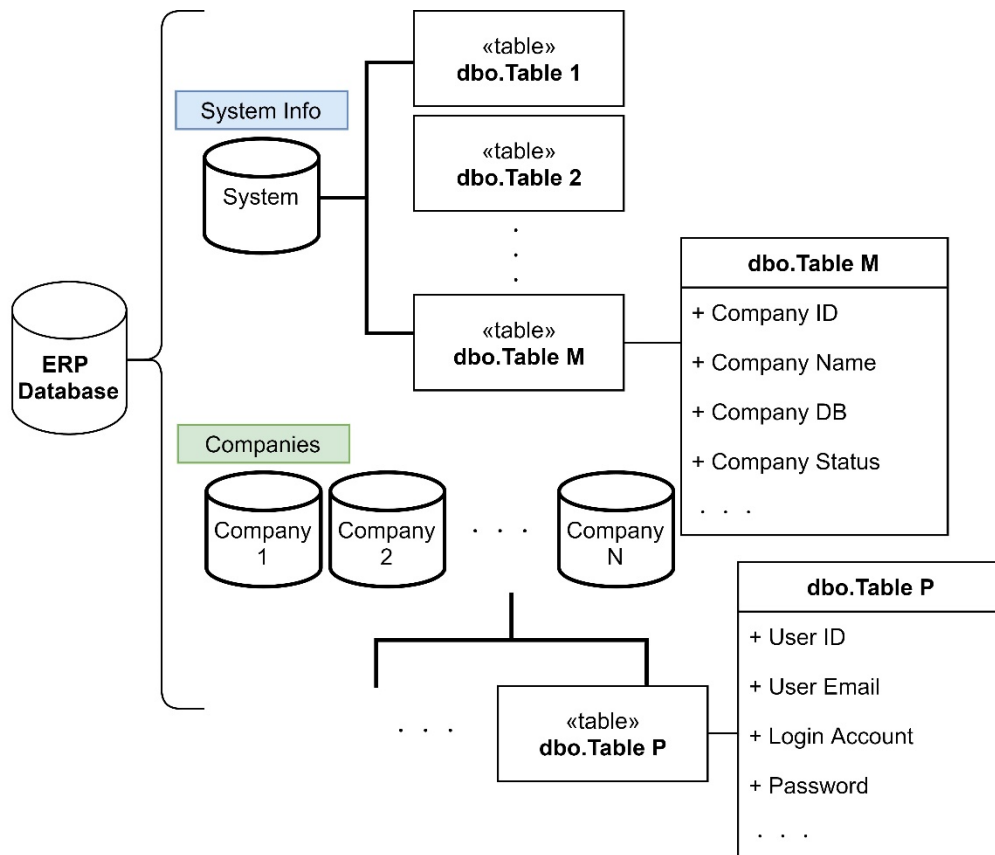 «table»
dbo.Table 1
System Info
«table»
dbo.Table 2
System
.
.
.
dbo.Table M
+ Company ID
+ Company Name
+ Company DB
+ Company Status
. . .
«table»
dbo.Table M
ERP
Database
Companies
Company
1
Company
2
. . .
Company
N
dbo.Table P
+ User ID
+ User Email
+ Login Account
+ Password
. . .
. . .
«table»
dbo.Table P